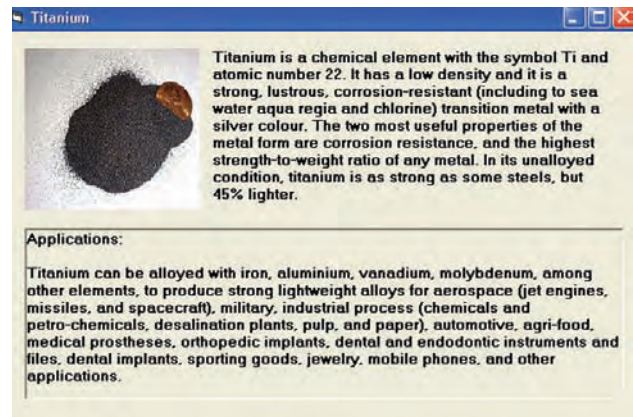 Titanium
Titanium is a chemical element with the symbol Ti and
atomic number 22. It has a low density and it is a
strong, lustrous, corrosion-resistant (including to sea
water aqua regia and chlorine) transition metal with a
silver colour. The two most useful properties of the
metal form are corrosion resistance, and the highest
strength-to-weight ratio of any metal. In its unalloyed
condition, titanium is as strong as some steels, but
45% lighter.
Applications:
Titanium can be alloyed with iron, aluminium, vanadium, molybdenum, among
other elements, to produce strong lightweight alloys for aerospace (jet engines,
missiles, and spacecraft), military, industrial process (chemicals and
petro-chemicals, desalination plants, pulp, and paper), automotive, agri-food,
medical prostheses, orthopedic implants, dental and endodontic instruments and
files, dental implants, sporting goods, jewelry, mobile phones, and other
applications.